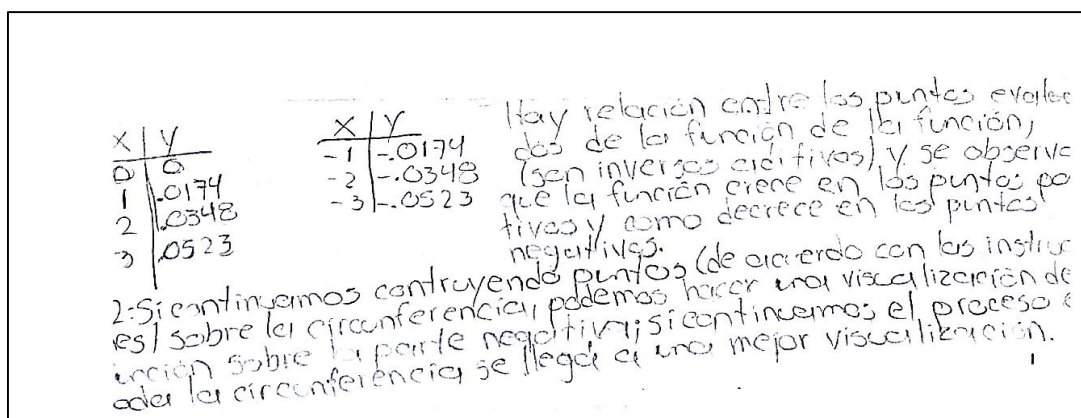 X | Y
0 | 0
1 | .0174
2 | .0348
3 | .0523
X | Y
-1 | -.0174
-2 | -.0348
-3 | -.0523
Hay relación entre los puntos evalua
dos de la función de la función,
(son inversos aditivos), y se observa
que la función crece en los puntos po
tivos y como decrece en los puntos
negativos.
2: Si continuamos contruyendo puntos (de acuerdo con las instruc
es) sobre la circunferencia, podemos hacer una visualización de
unción sobre la parte negativa; si continuamos el proceso
oda la circunferencia se llega a una mejor visualización.